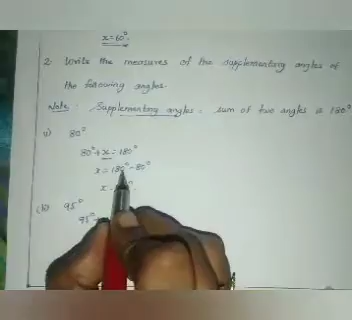 x = 60°
2. Write the measures of the supplementary angles of
the following angles.
Note : Supplementary angles : sum of two angles is 180°
i) 80°
80° + x = 180°
x = 180° - 80°
x
(ii) 95°
95° +